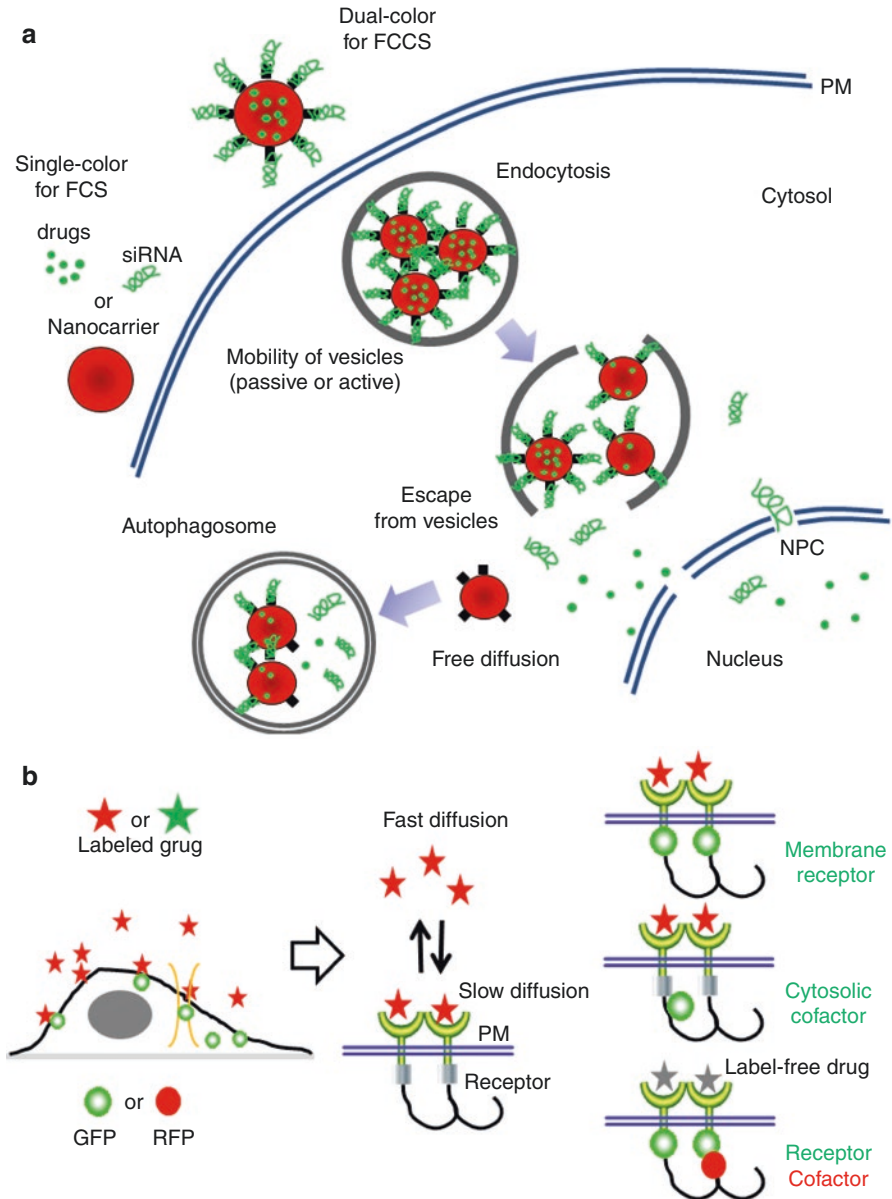 a
Dual-color
for FCCS
PM
Single-color
for FCS
Endocytosis
Cytosol
drugs
siRNA
or
Nanocarrier
Mobility of vesicles
(passive or active)
Escape
from vesicles
Autophagosome
NPC
Free diffusion
Nucleus
b
or
Labeled grug
Fast diffusion
Membrane
receptor
Slow diffusion
PM
Receptor
Cytosolic
cofactor
Label-free drug
or
GFP RFP
Receptor
Cofactor